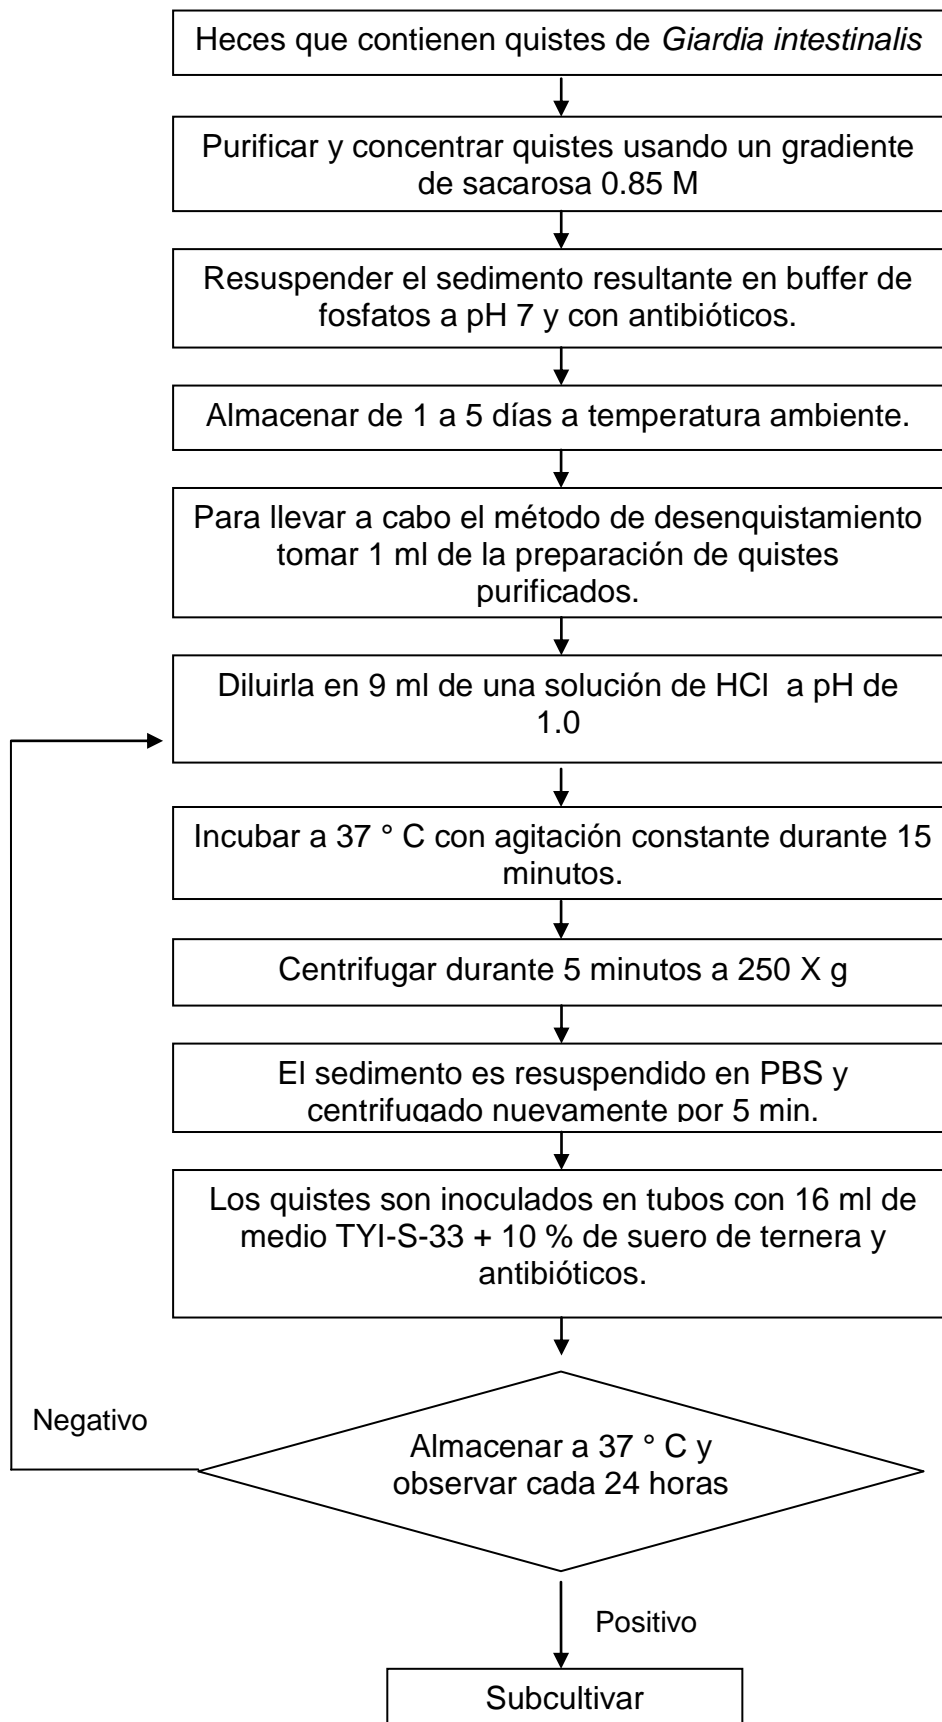 Heces que contienen quistes de Giardia intestinalis
Purificar y concentrar quistes usando un gradiente
de sacarosa 0.85 M
Resuspender el sedimento resultante en buffer de
fosfatos a pH 7 y con antibióticos.
Almacenar de 1 a 5 días a temperatura ambiente.
Para llevar a cabo el método de desenquistamiento
tomar 1 ml de la preparación de quistes
purificados.
Diluirla en 9 ml de una solución de HCl a pH de
1.0
Incubar a 37 ° C con agitación constante durante 15
minutos.
Centrifugar durante 5 minutos a 250 X g
El sedimento es resuspendido en PBS y
centrifugado nuevamente por 5 min.
Los quistes son inoculados en tubos con 16 ml de
medio TYI-S-33 + 10 % de suero de ternera y
antibióticos.
Negativo
Almacenar a 37 ° C y
observar cada 24 horas
Positivo
Subcultivar